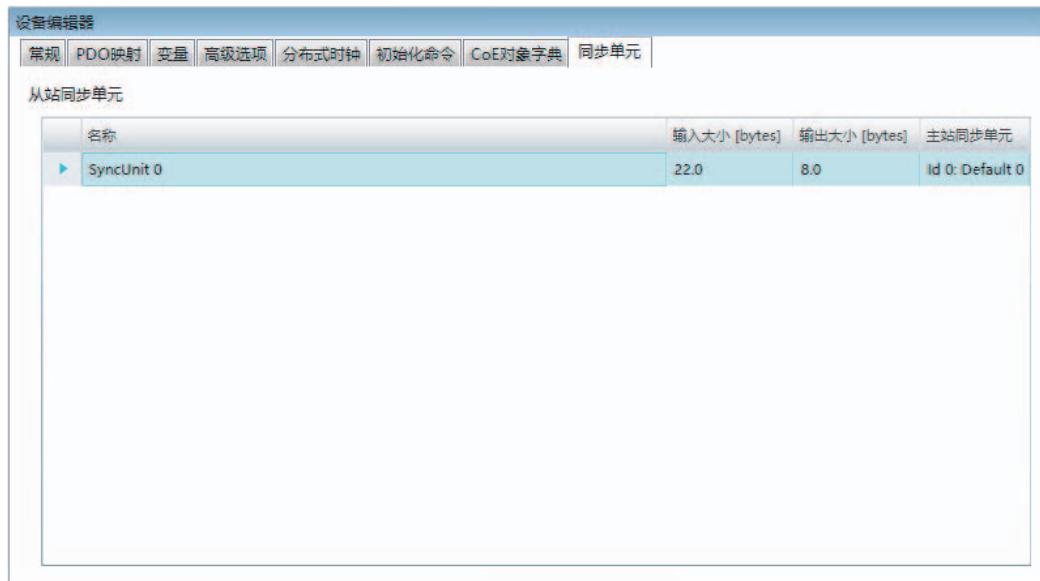 设备编辑器
常规 PDO映射 变量 高级选项 分布式时钟 初始化命令 CoE对象字典 同步单元
从站同步单元
名称 输入大小 [bytes] 输出大小 [bytes] 主站同步单元
SyncUnit 0 22.0 8.0 Id 0: Default 0